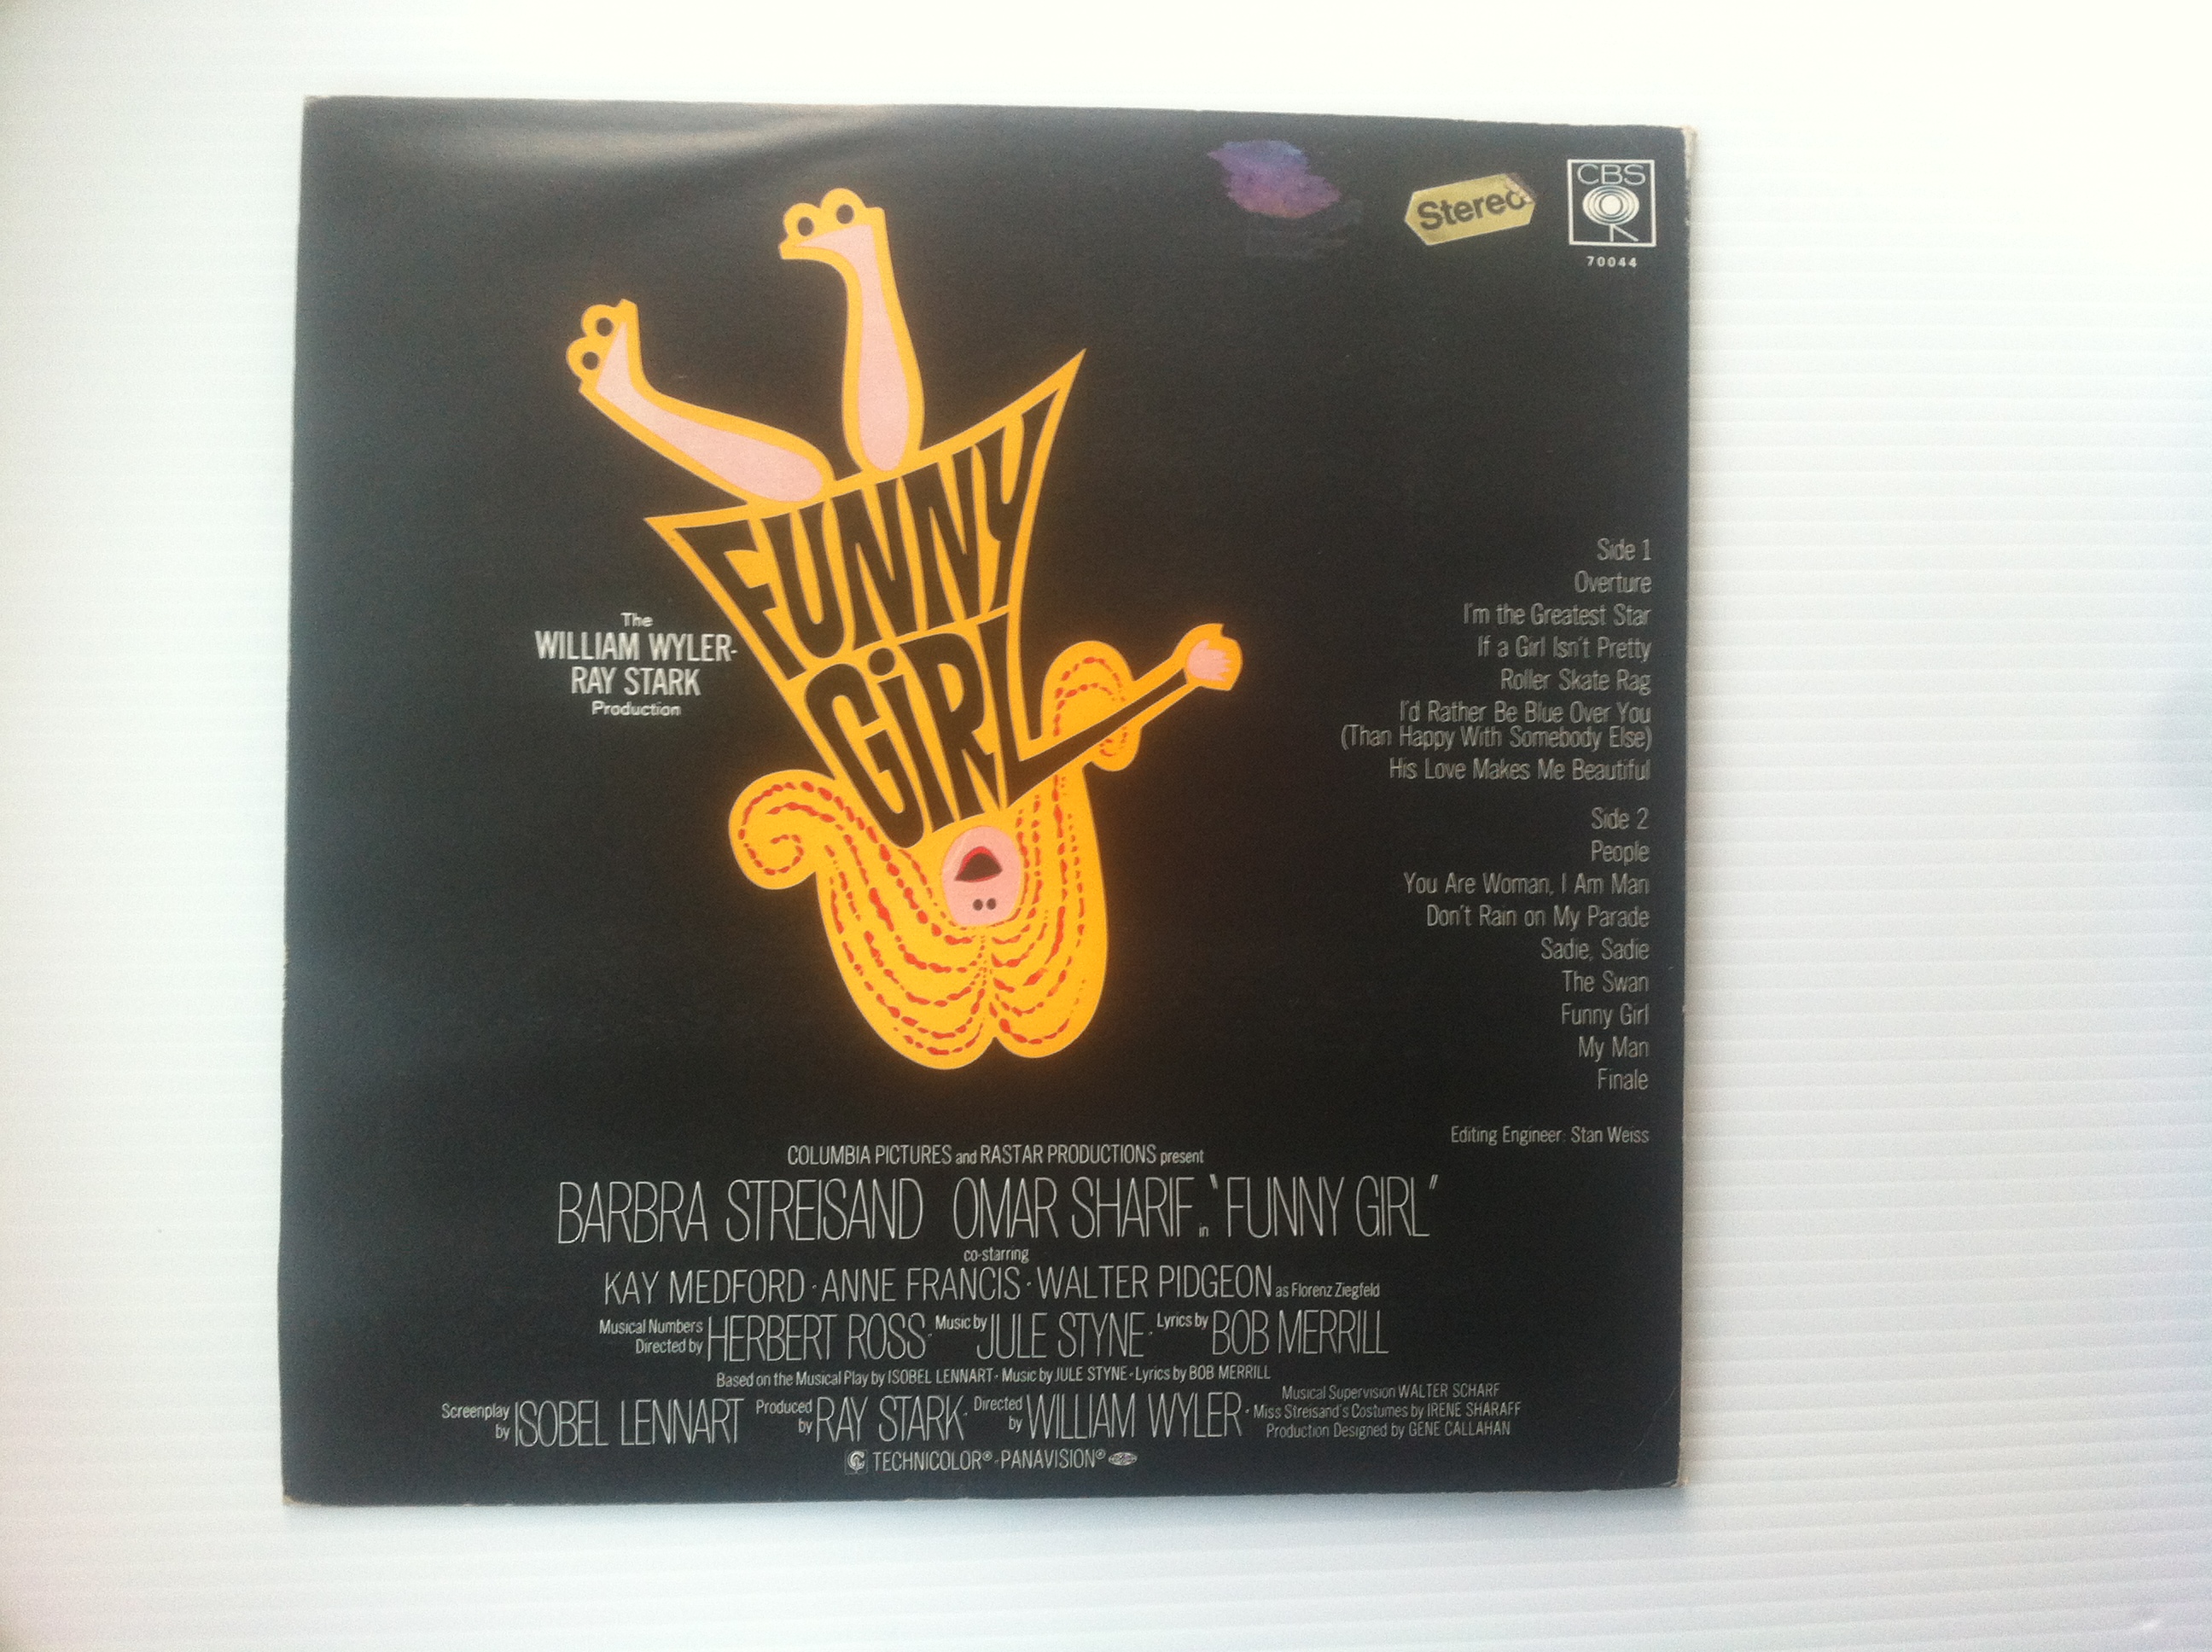 Stereo
CBS
70044
FUNNY
GiRL
The
WILLIAM WYLER-
RAY STARK
Production
Side 1
Overture
I'm the Greatest Star
If a Girl Isn't Pretty
Roller Skate Rag
I'd Rather Be Blue Over You
(Than Happy With Somebody Else)
His Love Makes Me Beautiful
Side 2
People
You Are Woman, I Am Man
Don't Rain on My Parade
Sadie, Sadie
The Swan
Funny Girl
My Man
Finale
Editing Engineer: Stan Weiss
COLUMBIA PICTURES and RASTAR PRODUCTIONS present
BARBRA STREISAND OMAR SHARIF in "FUNNY GIRL"
co-starring
KAY MEDFORD · ANNE FRANCIS · WALTER PIDGEON as Florenz Ziegfeld
Musical Numbers Directed by HERBERT ROSS · Music by JULE STYNE · Lyrics by BOB MERRILL
Based on the Musical Play by ISOBEL LENNART · Music by JULE STYNE · Lyrics by BOB MERRILL
Screenplay by ISOBEL LENNART Produced by RAY STARK · Directed by WILLIAM WYLER ·
Musical Supervision WALTER SCHARF
Miss Streisand's Costumes by IRENE SHARAFF
Production Designed by GENE CALLAHAN
TECHNICOLOR® · PANAVISION®